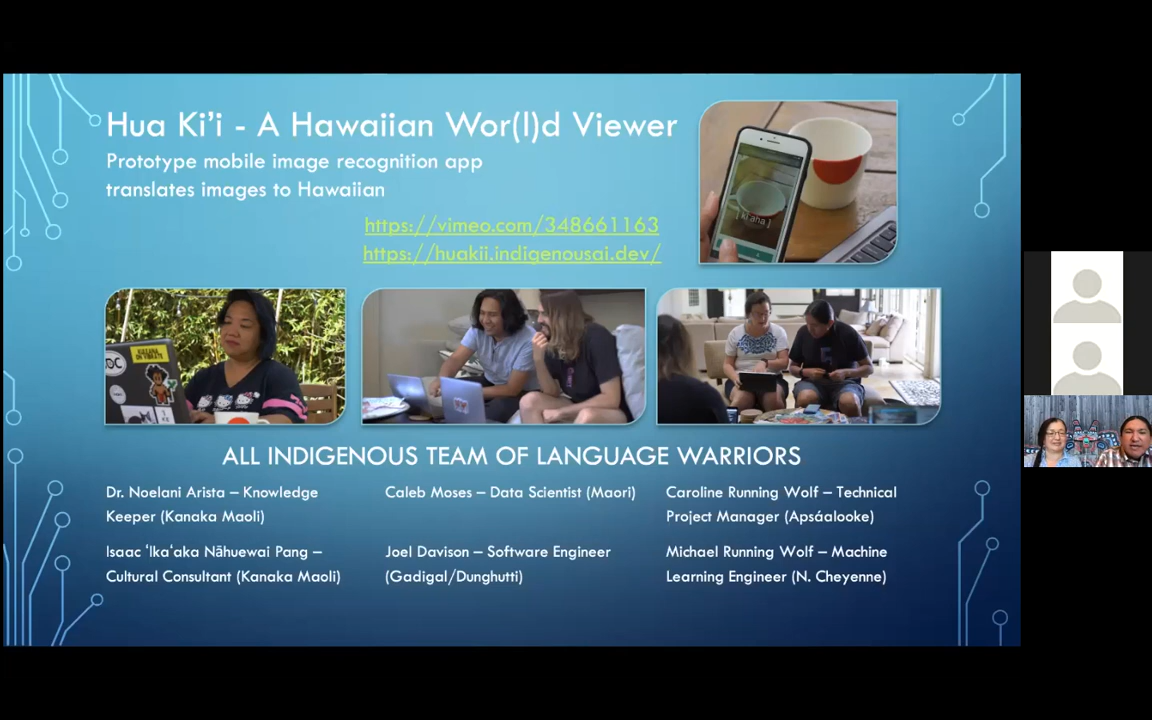 Hua Ki'i - A Hawaiian Wor(l)d Viewer
Prototype mobile image recognition app
translates images to Hawaiian
https://vimeo.com/348661163
https://huakii.indigenousai.dev/
ALL INDIGENOUS TEAM OF LANGUAGE WARRIORS
Dr. Noelani Arista – Knowledge
Keeper (Kanaka Maoli)
Isaac ʻIkaʻaka Nāhuewai Pang –
Cultural Consultant (Kanaka Maoli)
Caleb Moses – Data Scientist (Maori)
Joel Davison – Software Engineer
(Gadigal/Dunghutti)
Caroline Running Wolf – Technical
Project Manager (Apsáalooke)
Michael Running Wolf – Machine
Learning Engineer (N. Cheyenne)